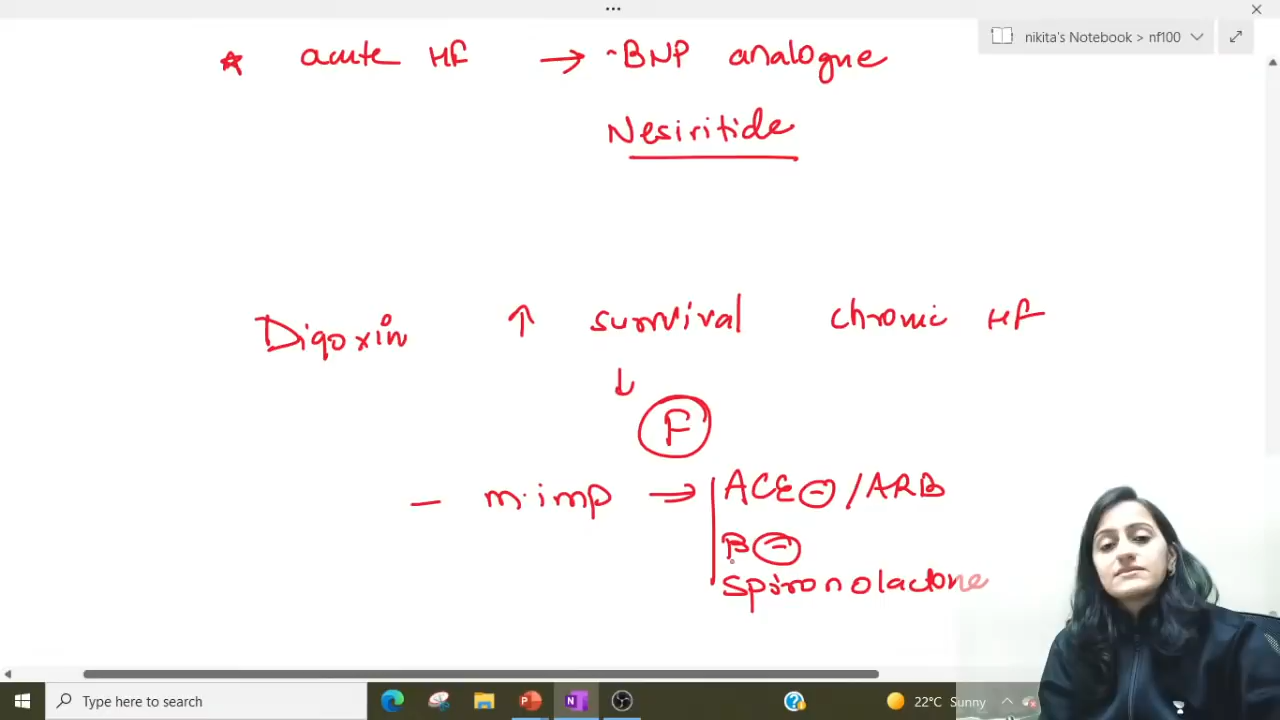 ...
nikita's Notebook > nf100
* acute HF → BNP analogue
Nesiritide
Digoxin ↑ survival chronic HF
↓
F
— m.imp → ACE⊖/ARB
B⊖
Spironolactone
Type here to search
22°C Sunny